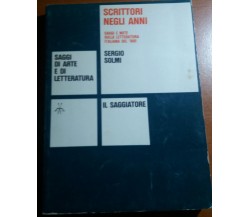 SCRITTORI
NEGLI ANNI
SAGGI E NOTE
SULLA LETTERATURA
ITALIANA DEL '900
SERGIO
SOLMI
SAGGI
DI ARTE
E DI
LETTERATURA
IL SAGGIATORE